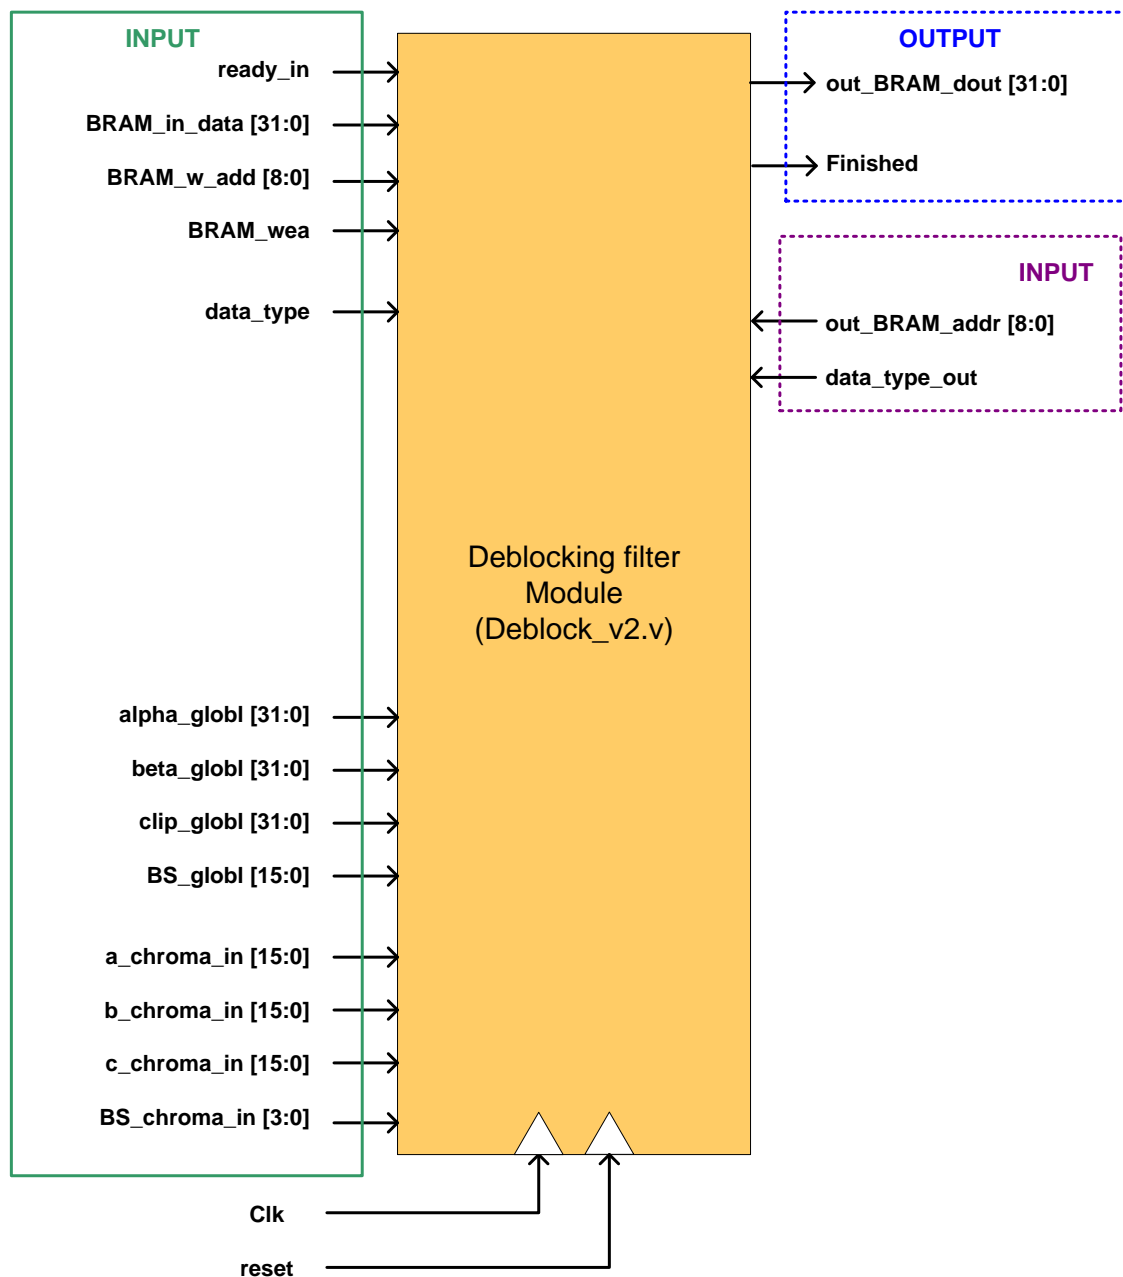 INPUT
ready_in
BRAM_in_data [31:0]
BRAM_w_add [8:0]
BRAM_wea
data_type
alpha_globl [31:0]
beta_globl [31:0]
clip_globl [31:0]
BS_globl [15:0]
a_chroma_in [15:0]
b_chroma_in [15:0]
c_chroma_in [15:0]
BS_chroma_in [3:0]
Deblocking filter
Module
(Deblock_v2.v)
OUTPUT
out_BRAM_dout [31:0]
Finished
INPUT
out_BRAM_addr [8:0]
data_type_out
Clk
reset